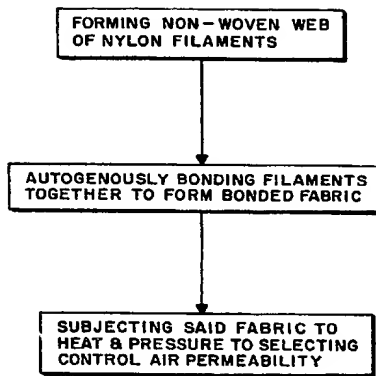 FORMING NON-WOVEN WEB
OF NYLON FILAMENTS
AUTOGENOUSLY BONDING FILAMENTS
TOGETHER TO FORM BONDED FABRIC
SUBJECTING SAID FABRIC TO
HEAT & PRESSURE TO SELECTING
CONTROL AIR PERMEABILITY